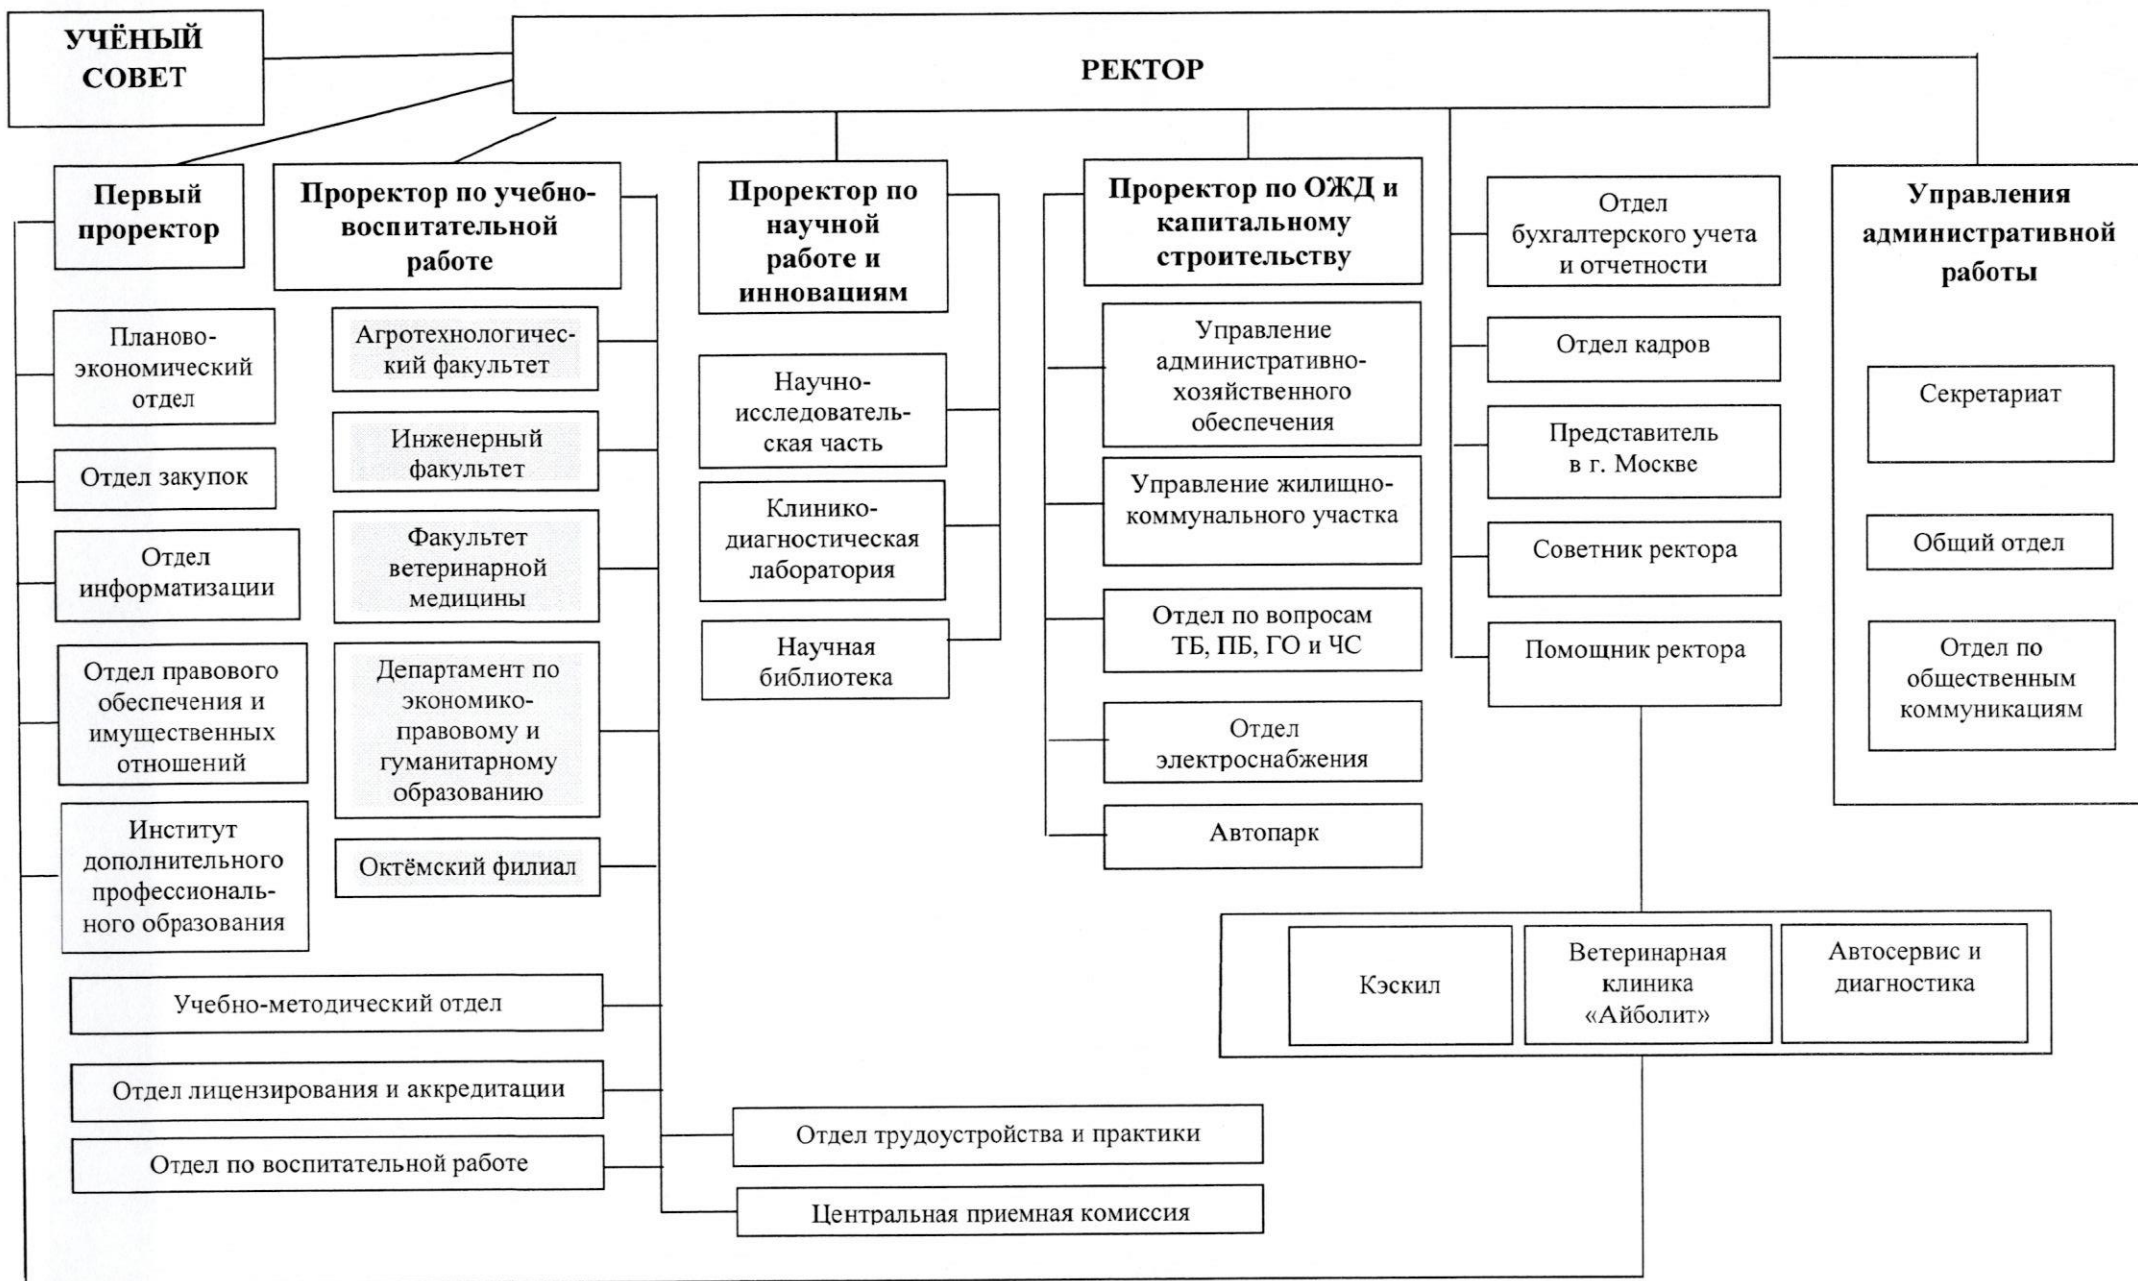 УЧЁНЫЙ
СОВЕТ
РЕКТОР
Первый
проректор
Проректор по учебно-
воспитательной
работе
Проректор по
научной
работе и
инновациям
Проректор по ОЖД и
капитальному
строительству
Отдел
бухгалтерского учета
и отчетности
Управления
административной
работы
Планово-
экономический
отдел
Отдел закупок
Отдел
информатизации
Отдел правового
обеспечения и
имущественных
отношений
Институт
дополнительного
профессиональ-
ного образования
Агротехнологичес-
кий факультет
Инженерный
факультет
Факультет
ветеринарной
медицины
Департамент по
экономико-
правовому и
гуманитарному
образованию
Октёмский филиал
Учебно-методический отдел
Отдел лицензирования и аккредитации
Отдел по воспитательной работе
Отдел трудоустройства и практики
Центральная приемная комиссия
Научно-
исследователь-
ская часть
Клинико-
диагностическая
лаборатория
Научная
библиотека
Управление
административно-
хозяйственного
обеспечения
Управление жилищно-
коммунального участка
Отдел по вопросам
ТБ, ПБ, ГО и ЧС
Отдел
электроснабжения
Автопарк
Отдел кадров
Представитель
в г. Москве
Советник ректора
Помощник ректора
Секретариат
Общий отдел
Отдел по
общественным
коммуникациям
Кэскил
Ветеринарная
клиника
«Айболит»
Автосервис и
диагностика